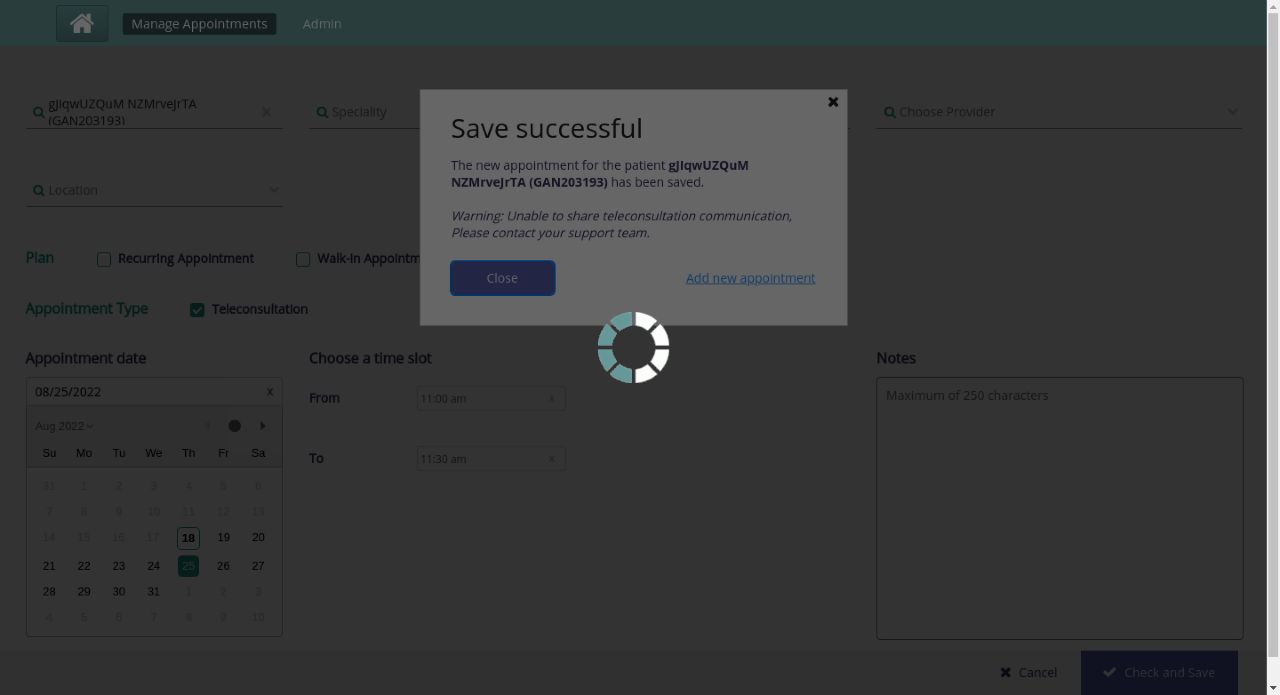 Manage Appointments
Admin
gJIqwUZQuM NZMrveJrTA
(GAN203193)
Speciality
Choose Provider
Location
Save successful
The new appointment for the patient gJIqwUZQuM
NZMrveJrTA (GAN203193) has been saved.
Warning: Unable to share teleconsultation communication,
Please contact your support team.
Close
Add new appointment
Plan
Recurring Appointment
Walk-In Appointm
Appointment Type
Teleconsultation
Appointment date
08/25/2022 x
Aug 2022
Su Mo Tu We Th Fr Sa
31 1 2 3 4 5 6
7 8 9 10 11 12 13
14 15 16 17 18 19 20
21 22 23 24 25 26 27
28 29 30 31 1 2 3
4 5 6 7 8 9 10
Choose a time slot
From
11:00 am x
To
11:30 am x
Notes
Maximum of 250 characters
Cancel
Check and Save